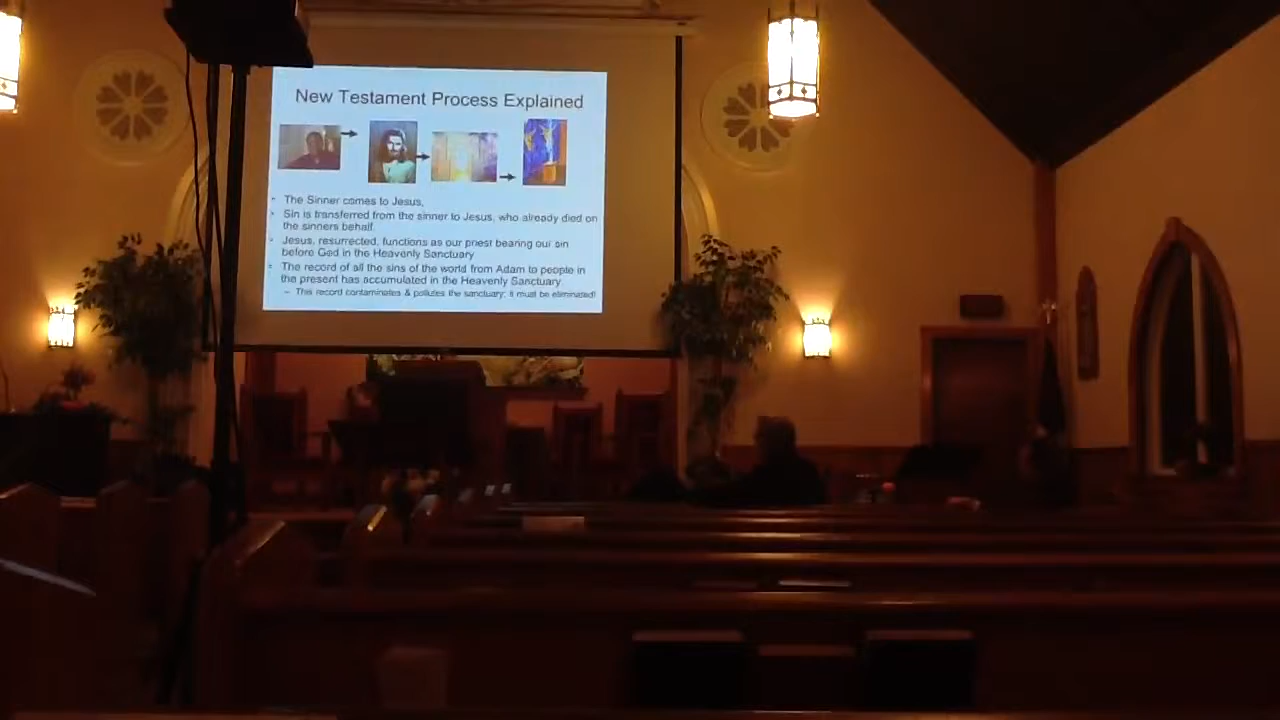 New Testament Process Explained
- The Sinner comes to Jesus,
- Sin is transferred from the sinner to Jesus, who already died on
the sinners behalf.
- Jesus, resurrected, functions as our priest bearing our sin
before God in the Heavenly Sanctuary
- The record of all the sins of the world from Adam to people in
the present has accumulated in the Heavenly Sanctuary.
– This record contaminates & pollutes the sanctuary; it must be eliminated!